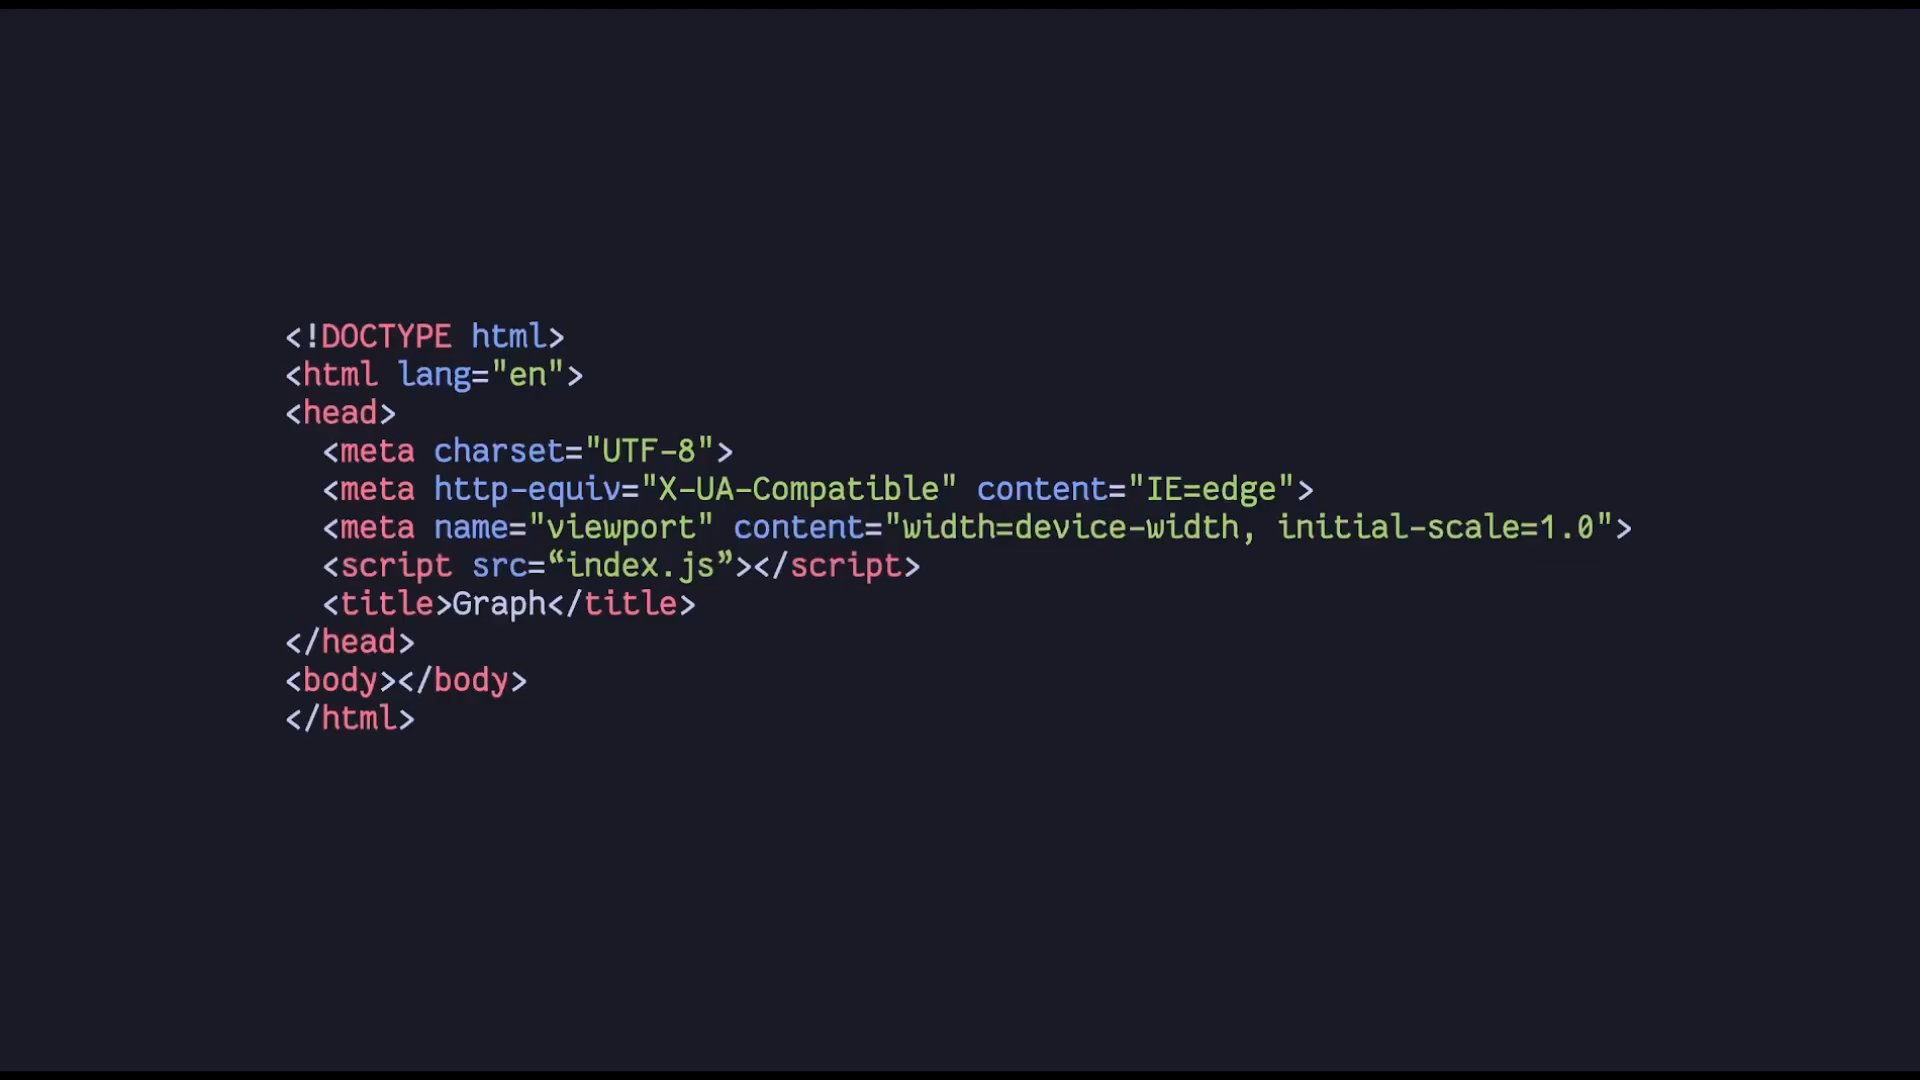 <!DOCTYPE html>
<html lang="en">
<head>
<meta charset="UTF-8">
<meta http-equiv="X-UA-Compatible" content="IE=edge">
<meta name="viewport" content="width=device-width, initial-scale=1.0">
<script src=“index.js”></script>
<title>Graph</title>
</head>
<body></body>
</html>